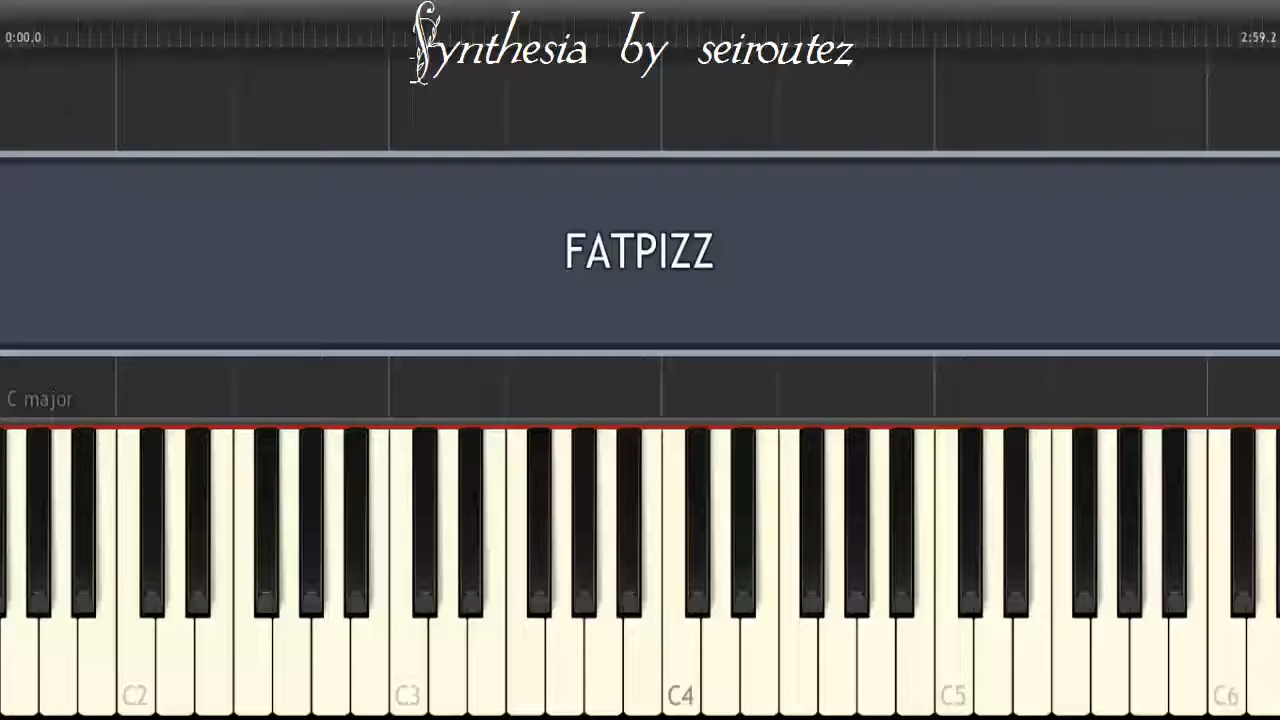 Synthesia by seiroutez
0:00,0
2:59.2
FATPIZZ
C major
C2 C3 C4 C5 C6